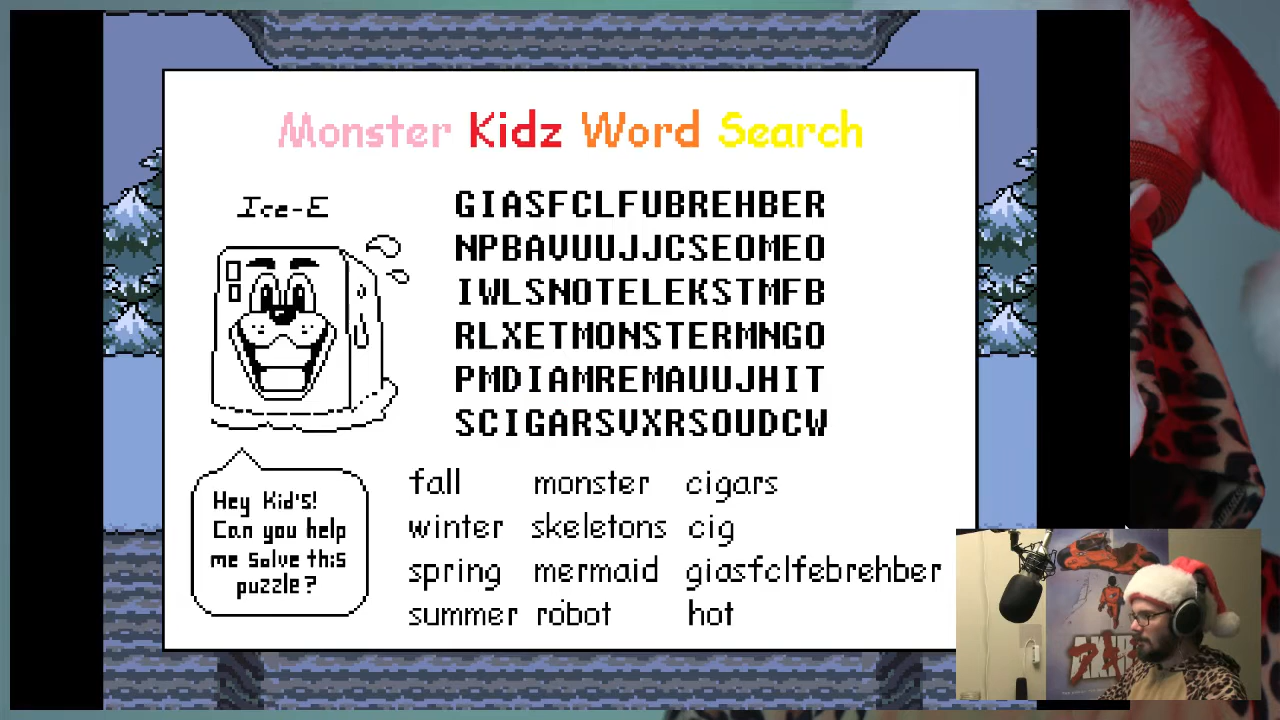 Monster Kidz Word Search
Ice-E
GIASFCLFUBREHBER
NPBAVUUJJCSEOMEO
IWLSNOTELEKSTMFB
RLXETMONSTERMNGO
PMDIAMREMAUUJHIT
SCIGARSVXRSOUDCW
Hey Kid's!
Can you help
me solve this
puzzle?
fall monster cigars
winter skeletons cig
spring mermaid giasfclfebrehber
summer robot hot